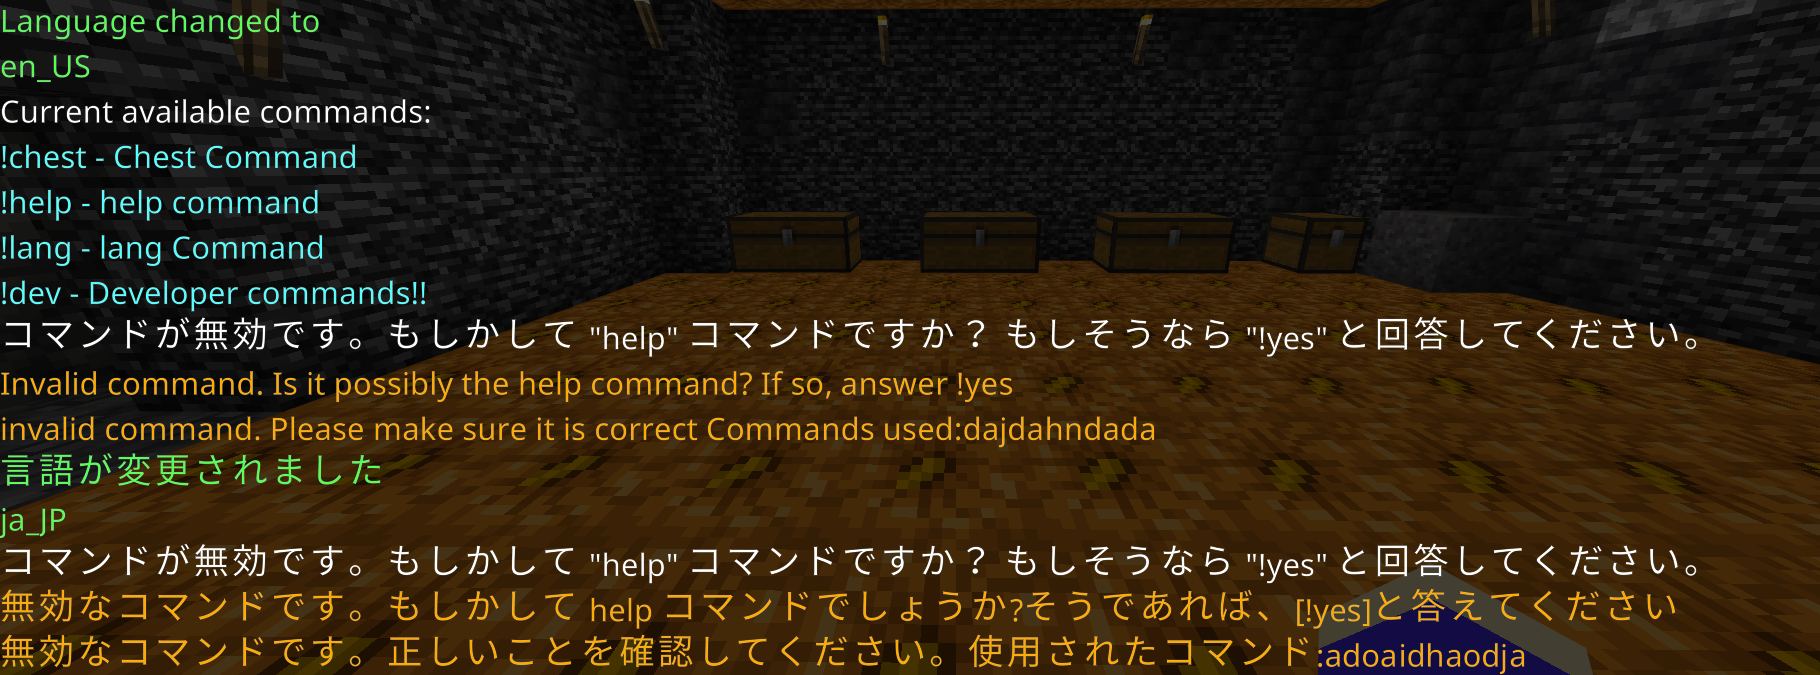 Language changed to
en_US
Current available commands:
!chest - Chest Command
!help - help command
!lang - lang Command
!dev - Developer commands!!
コマンドが無効です。もしかして "help" コマンドですか？ もしそうなら "!yes" と回答してください。
Invalid command. Is it possibly the help command? If so, answer !yes
invalid command. Please make sure it is correct Commands used:dajdahndada
言語が変更されました
ja_JP
コマンドが無効です。もしかして "help" コマンドですか？ もしそうなら "!yes" と回答してください。
無効なコマンドです。もしかして help コマンドでしょうか?そうであれば、[!yes]と答えてください
無効なコマンドです。正しいことを確認してください。使用されたコマンド:adoaidhaodja